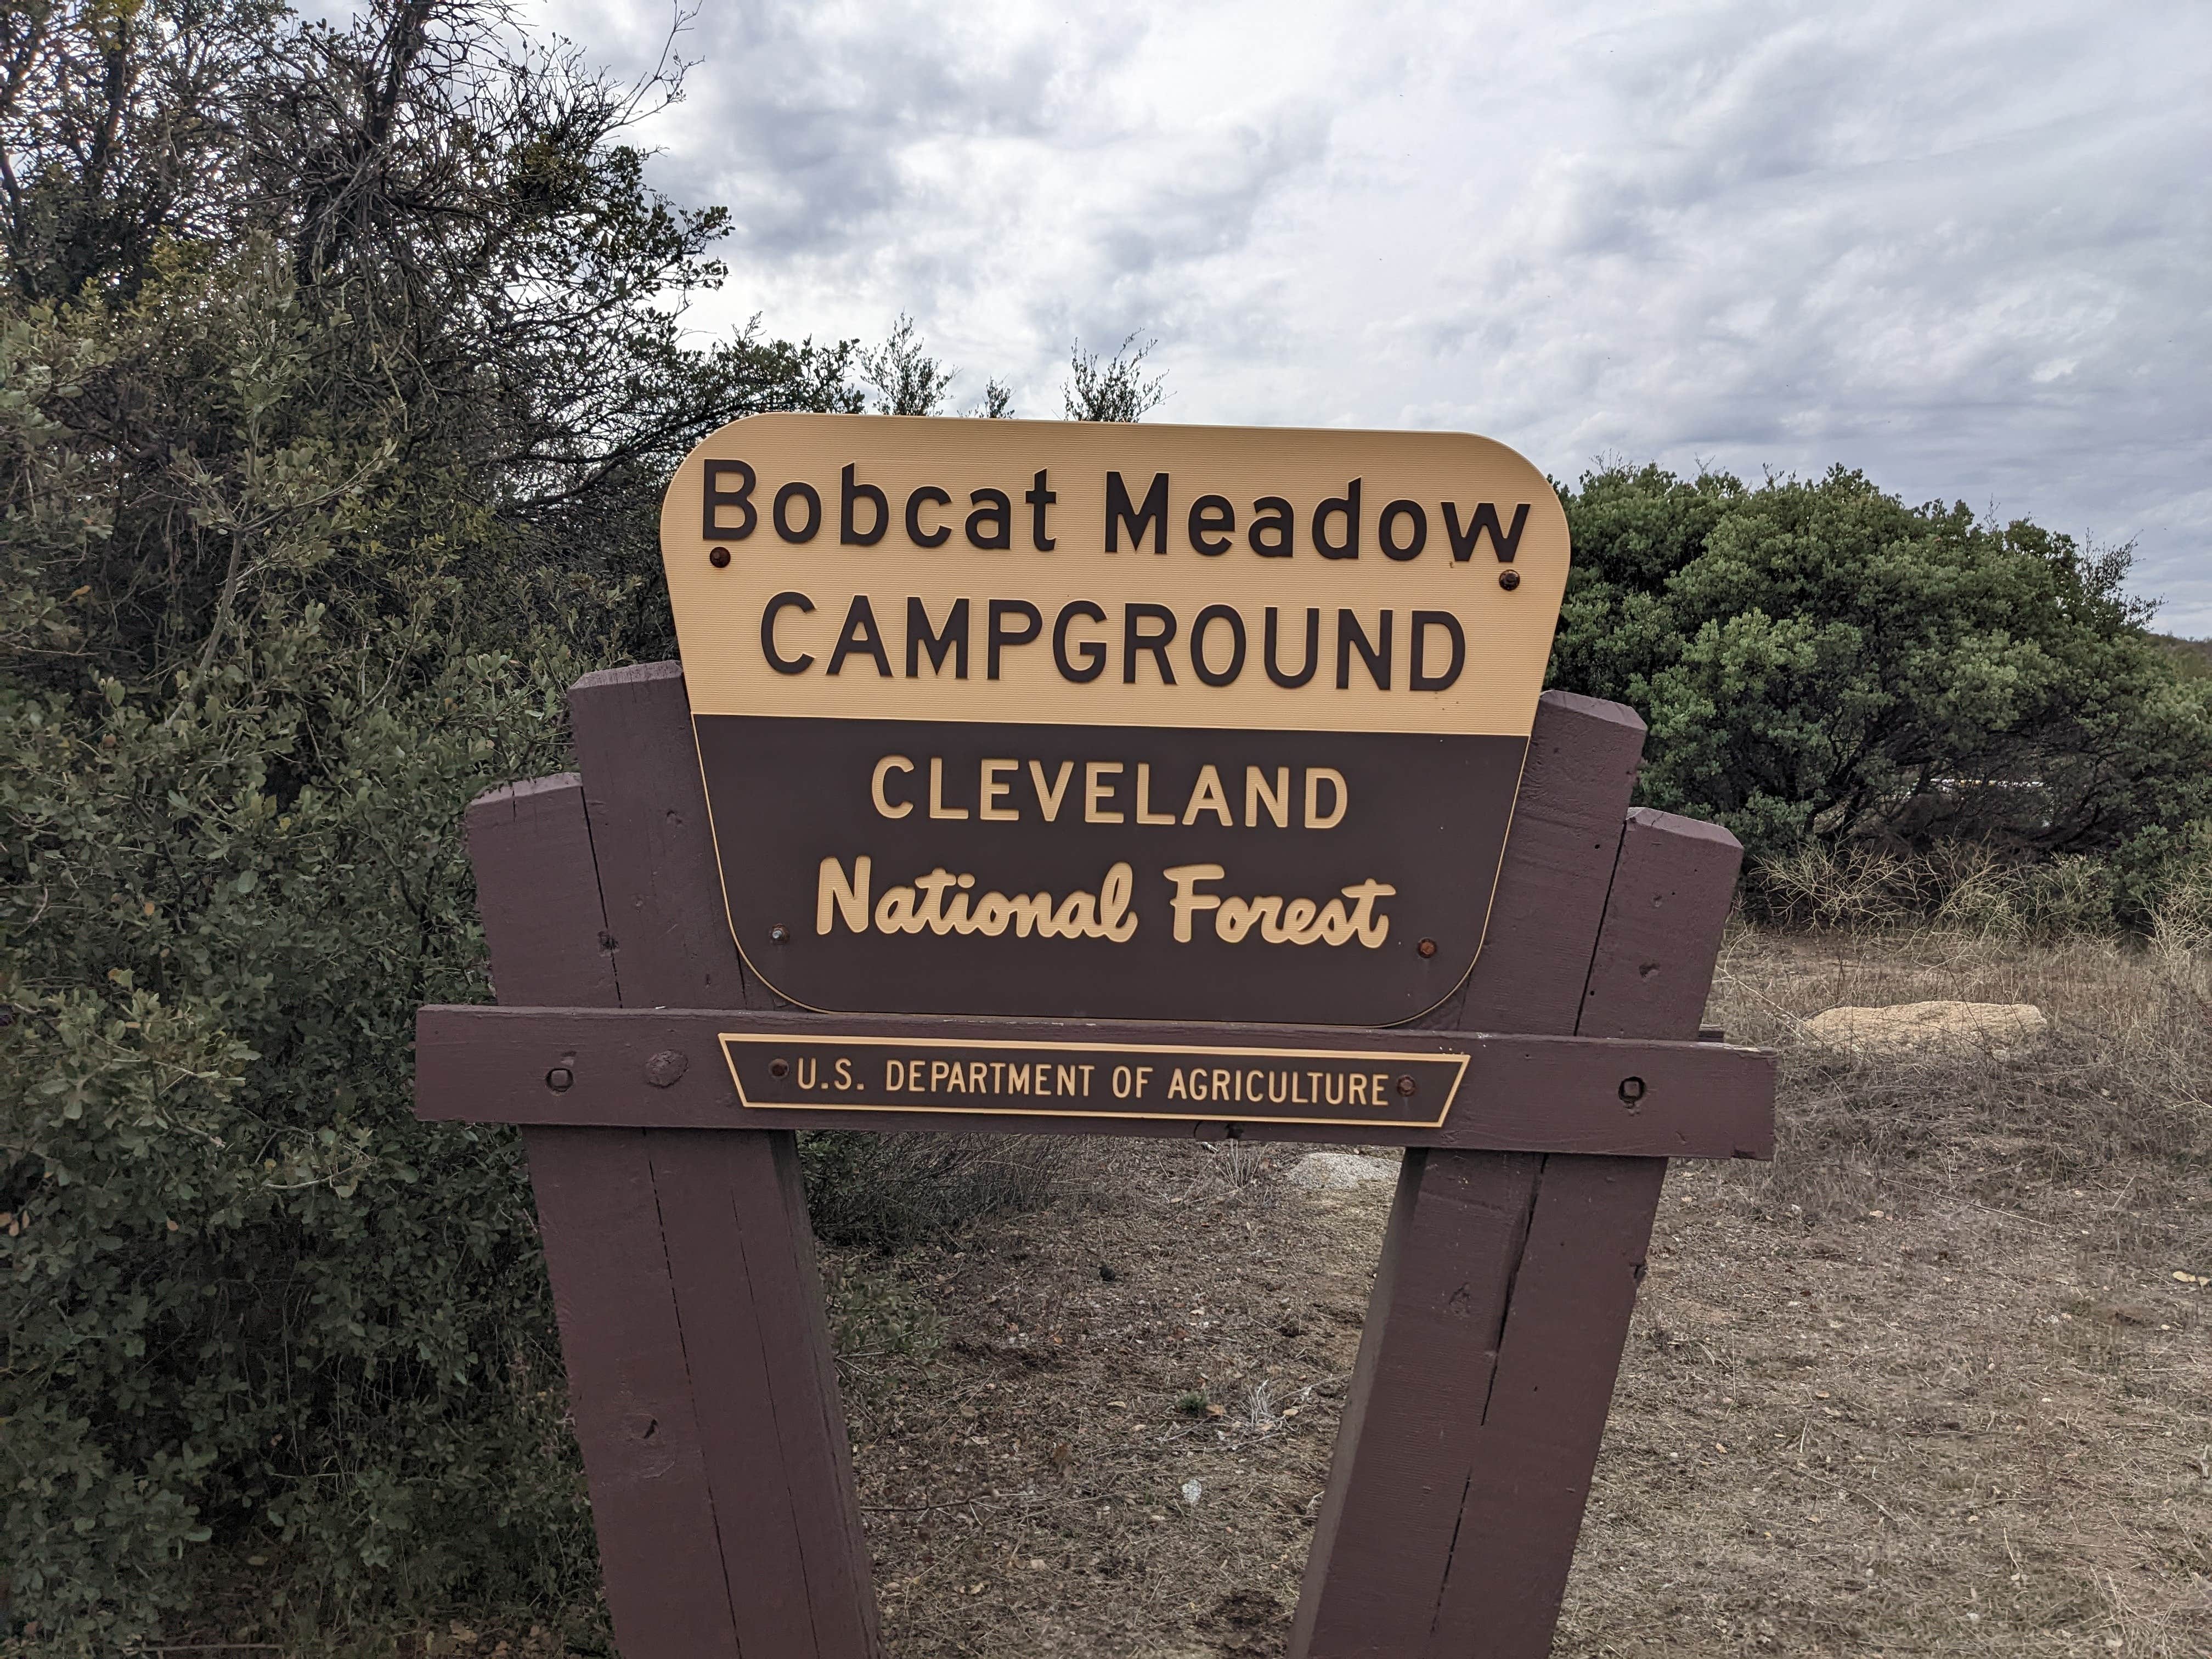 Bobcat Meadow
CAMPGROUND
CLEVELAND
National Forest
U.S. DEPARTMENT OF AGRICULTURE